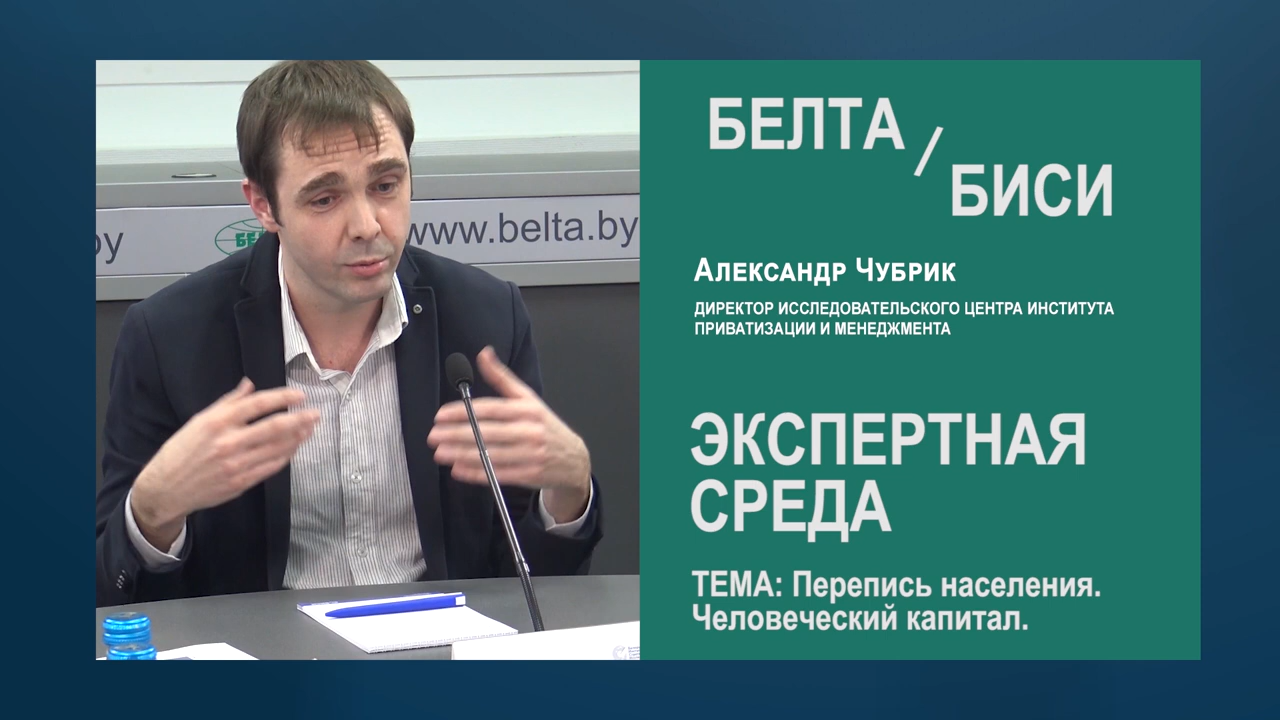 БЕЛТА
/
БИСИ
АЛЕКСАНДР ЧУБРИК
ДИРЕКТОР ИССЛЕДОВАТЕЛЬСКОГО ЦЕНТРА ИНСТИТУТА
ПРИВАТИЗАЦИИ И МЕНЕДЖМЕНТА
ЭКСПЕРТНАЯ
СРЕДА
ТЕМА: Перепись населения.
Человеческий капитал.
by
www.belta.by